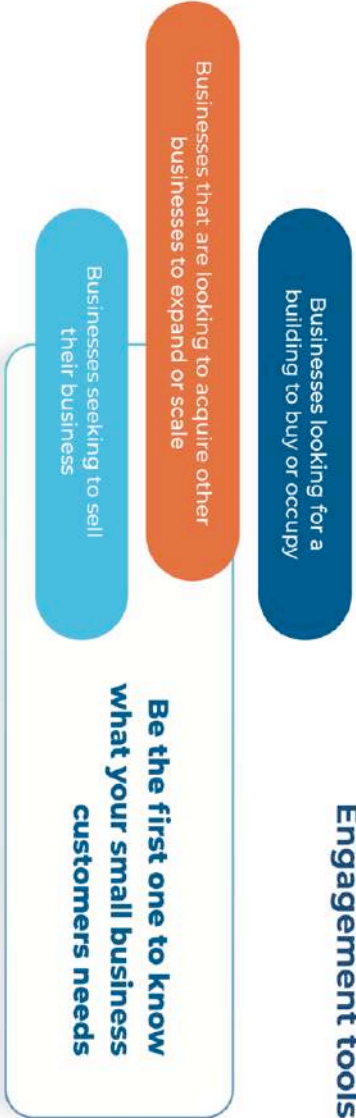 Engagement tools
Businesses looking for a
building to buy or occupy
Businesses that are looking to acquire other
businesses to expand or scale
Businesses seeking to sell
their business
Be the first one to know
what your small business
customers needs